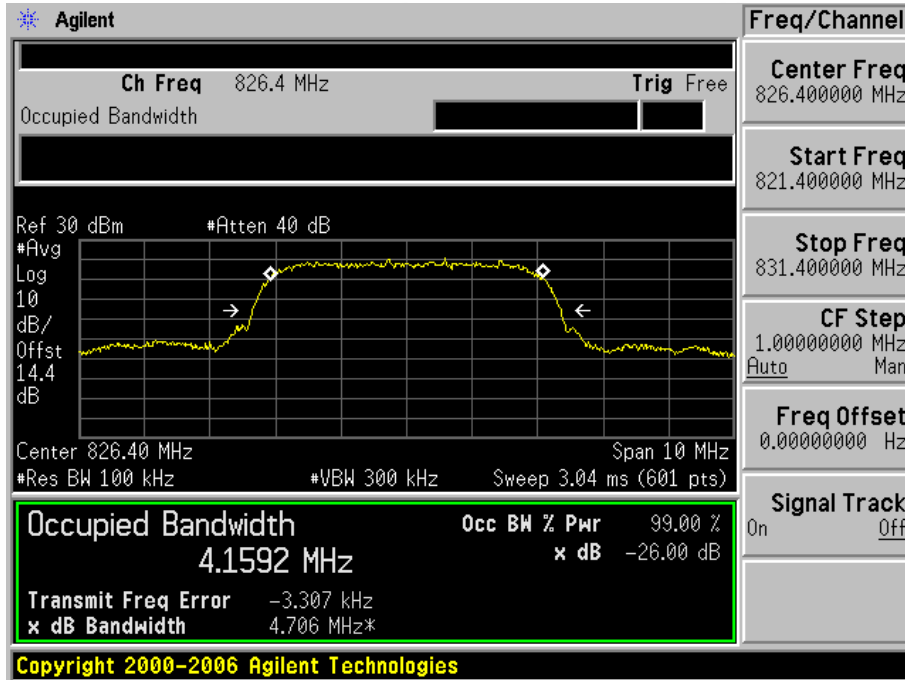 Agilent
Ch Freq 826.4 MHz Trig Free
Occupied Bandwidth
Ref 30 dBm #Atten 40 dB
#Avg
Log
10
dB/
Offst
14.4
dB
Center 826.40 MHz Span 10 MHz
#Res BW 100 kHz #VBW 300 kHz Sweep 3.04 ms (601 pts)
Occupied Bandwidth Occ BW % Pwr 99.00 %
4.1592 MHz x dB -26.00 dB
Transmit Freq Error -3.307 kHz
x dB Bandwidth 4.706 MHz*
Copyright 2000-2006 Agilent Technologies
Freq/Channel
Center Freq
826.400000 MHz
Start Freq
821.400000 MHz
Stop Freq
831.400000 MHz
CF Step
1.00000000 MHz
Auto Man
Freq Offset
0.00000000 Hz
Signal Track
On Off